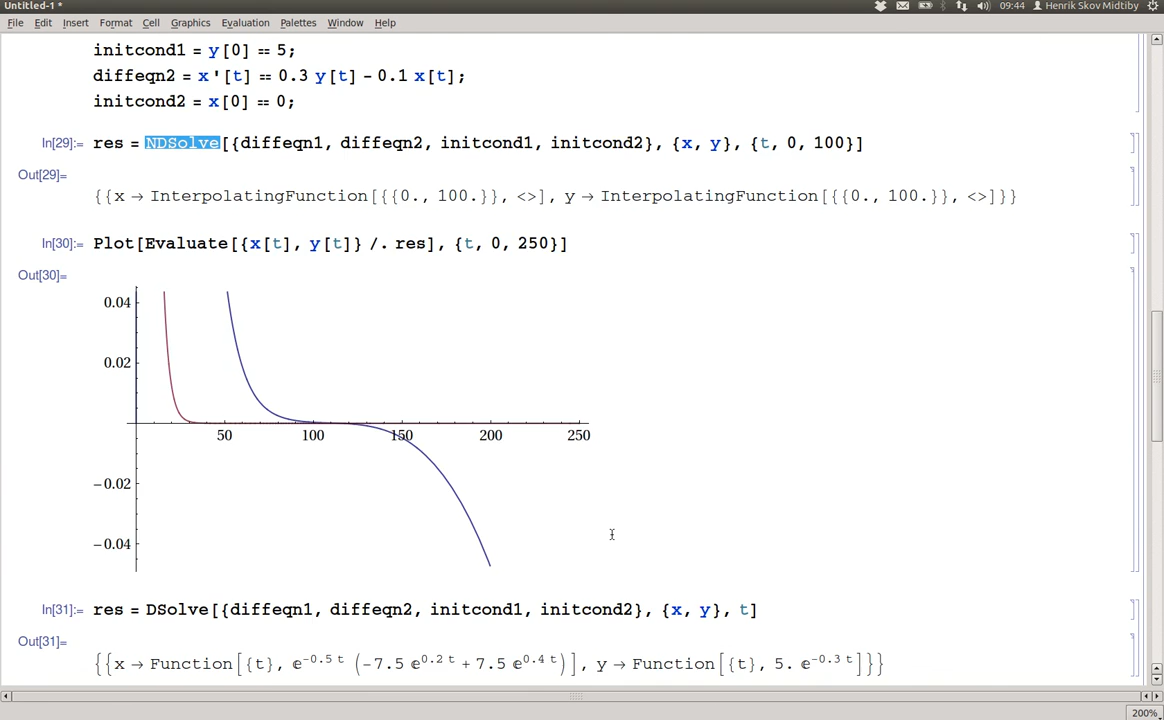 Untitled-1 *
09:44 Henrik Skov Midtiby
File Edit Insert Format Cell Graphics Evaluation Palettes Window Help
initcond1 = y[0] == 5;
diffeqn2 = x'[t] == 0.3 y[t] - 0.1 x[t];
initcond2 = x[0] == 0;
In[29]:= res = NDSolve[{diffeqn1, diffeqn2, initcond1, initcond2}, {x, y}, {t, 0, 100}]
Out[29]=
{{x → InterpolatingFunction[{{0., 100.}}, <>], y → InterpolatingFunction[{{0., 100.}}, <>]}}
In[30]:= Plot[Evaluate[{x[t], y[t]} /. res], {t, 0, 250}]
Out[30]=
0.04
0.02
50 100 150 200 250
−0.02
−0.04
In[31]:= res = DSolve[{diffeqn1, diffeqn2, initcond1, initcond2}, {x, y}, t]
Out[31]=
{{x → Function[{t}, e^-0.5 t (-7.5 e^0.2 t + 7.5 e^0.4 t)], y → Function[{t}, 5. e^-0.3 t]}}
200%